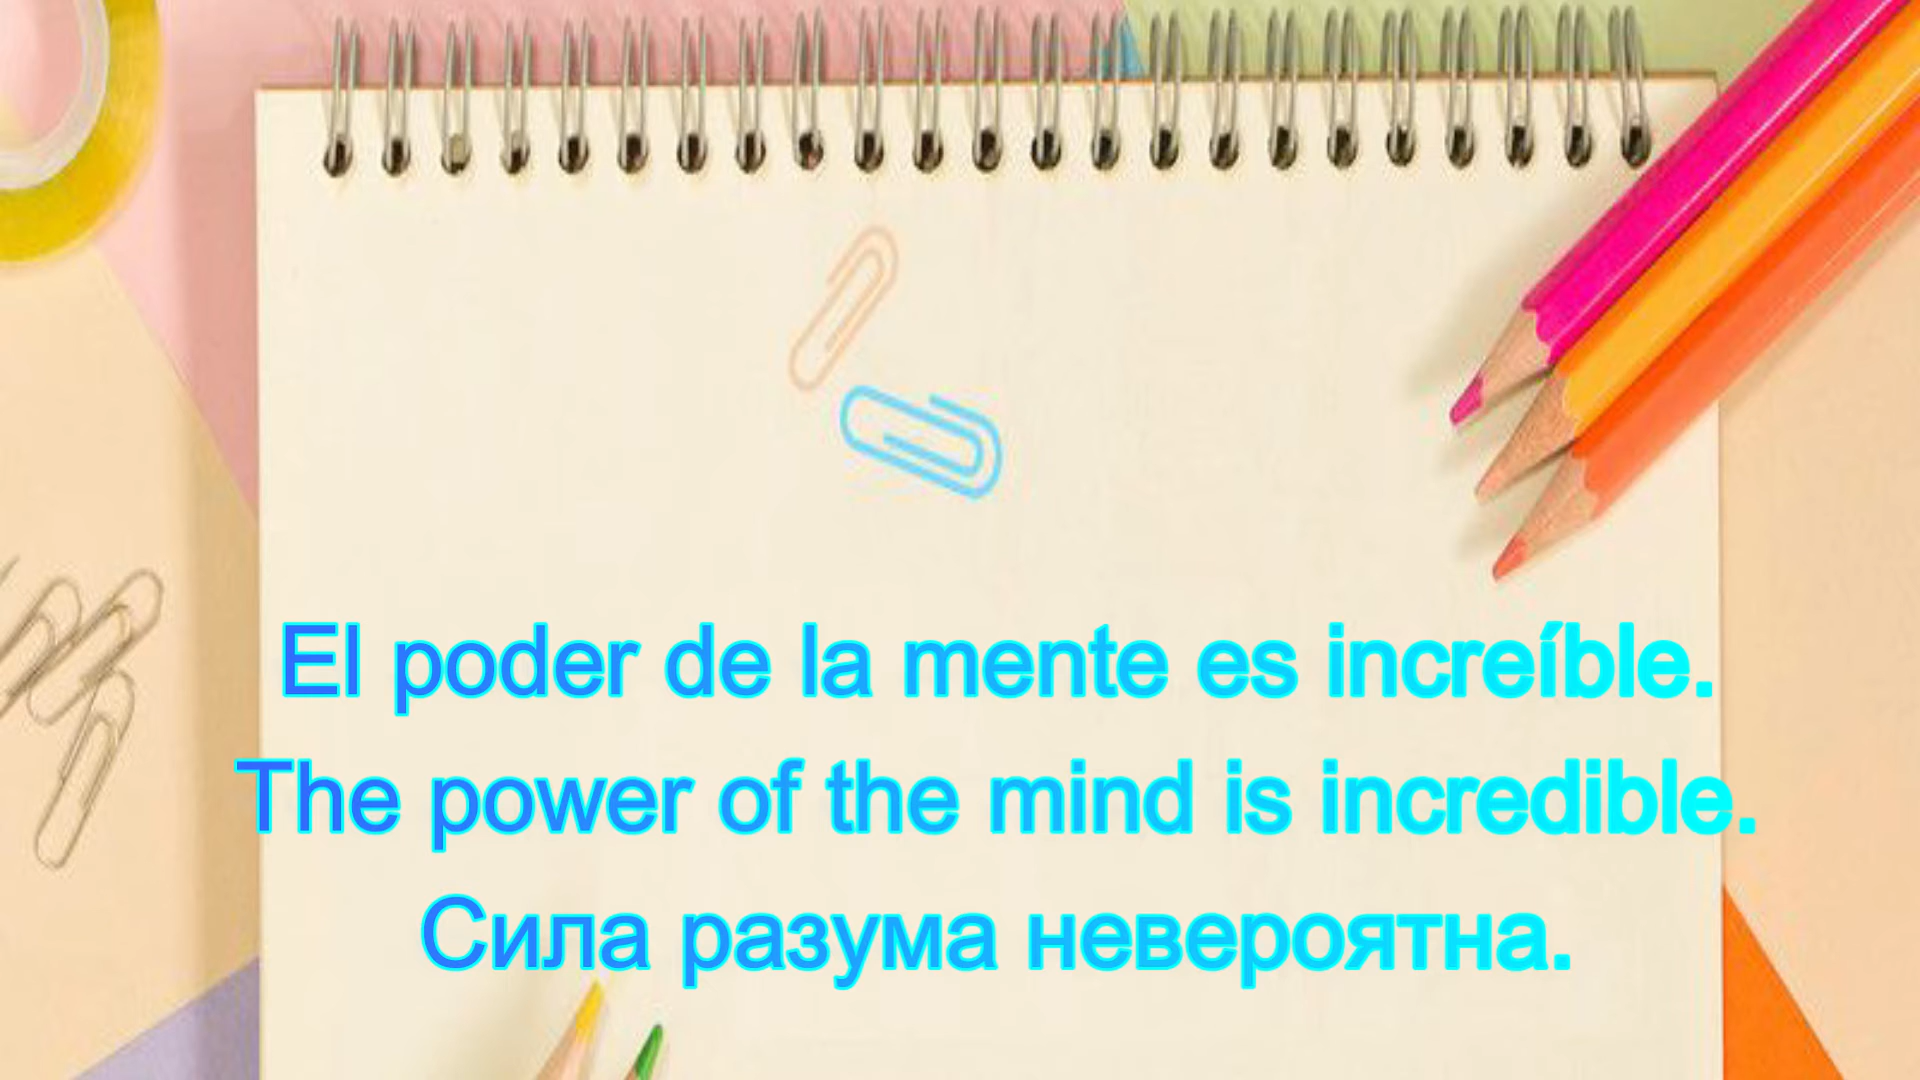 El poder de la mente es increíble.
The power of the mind is incredible.
Сила разума невероятна.